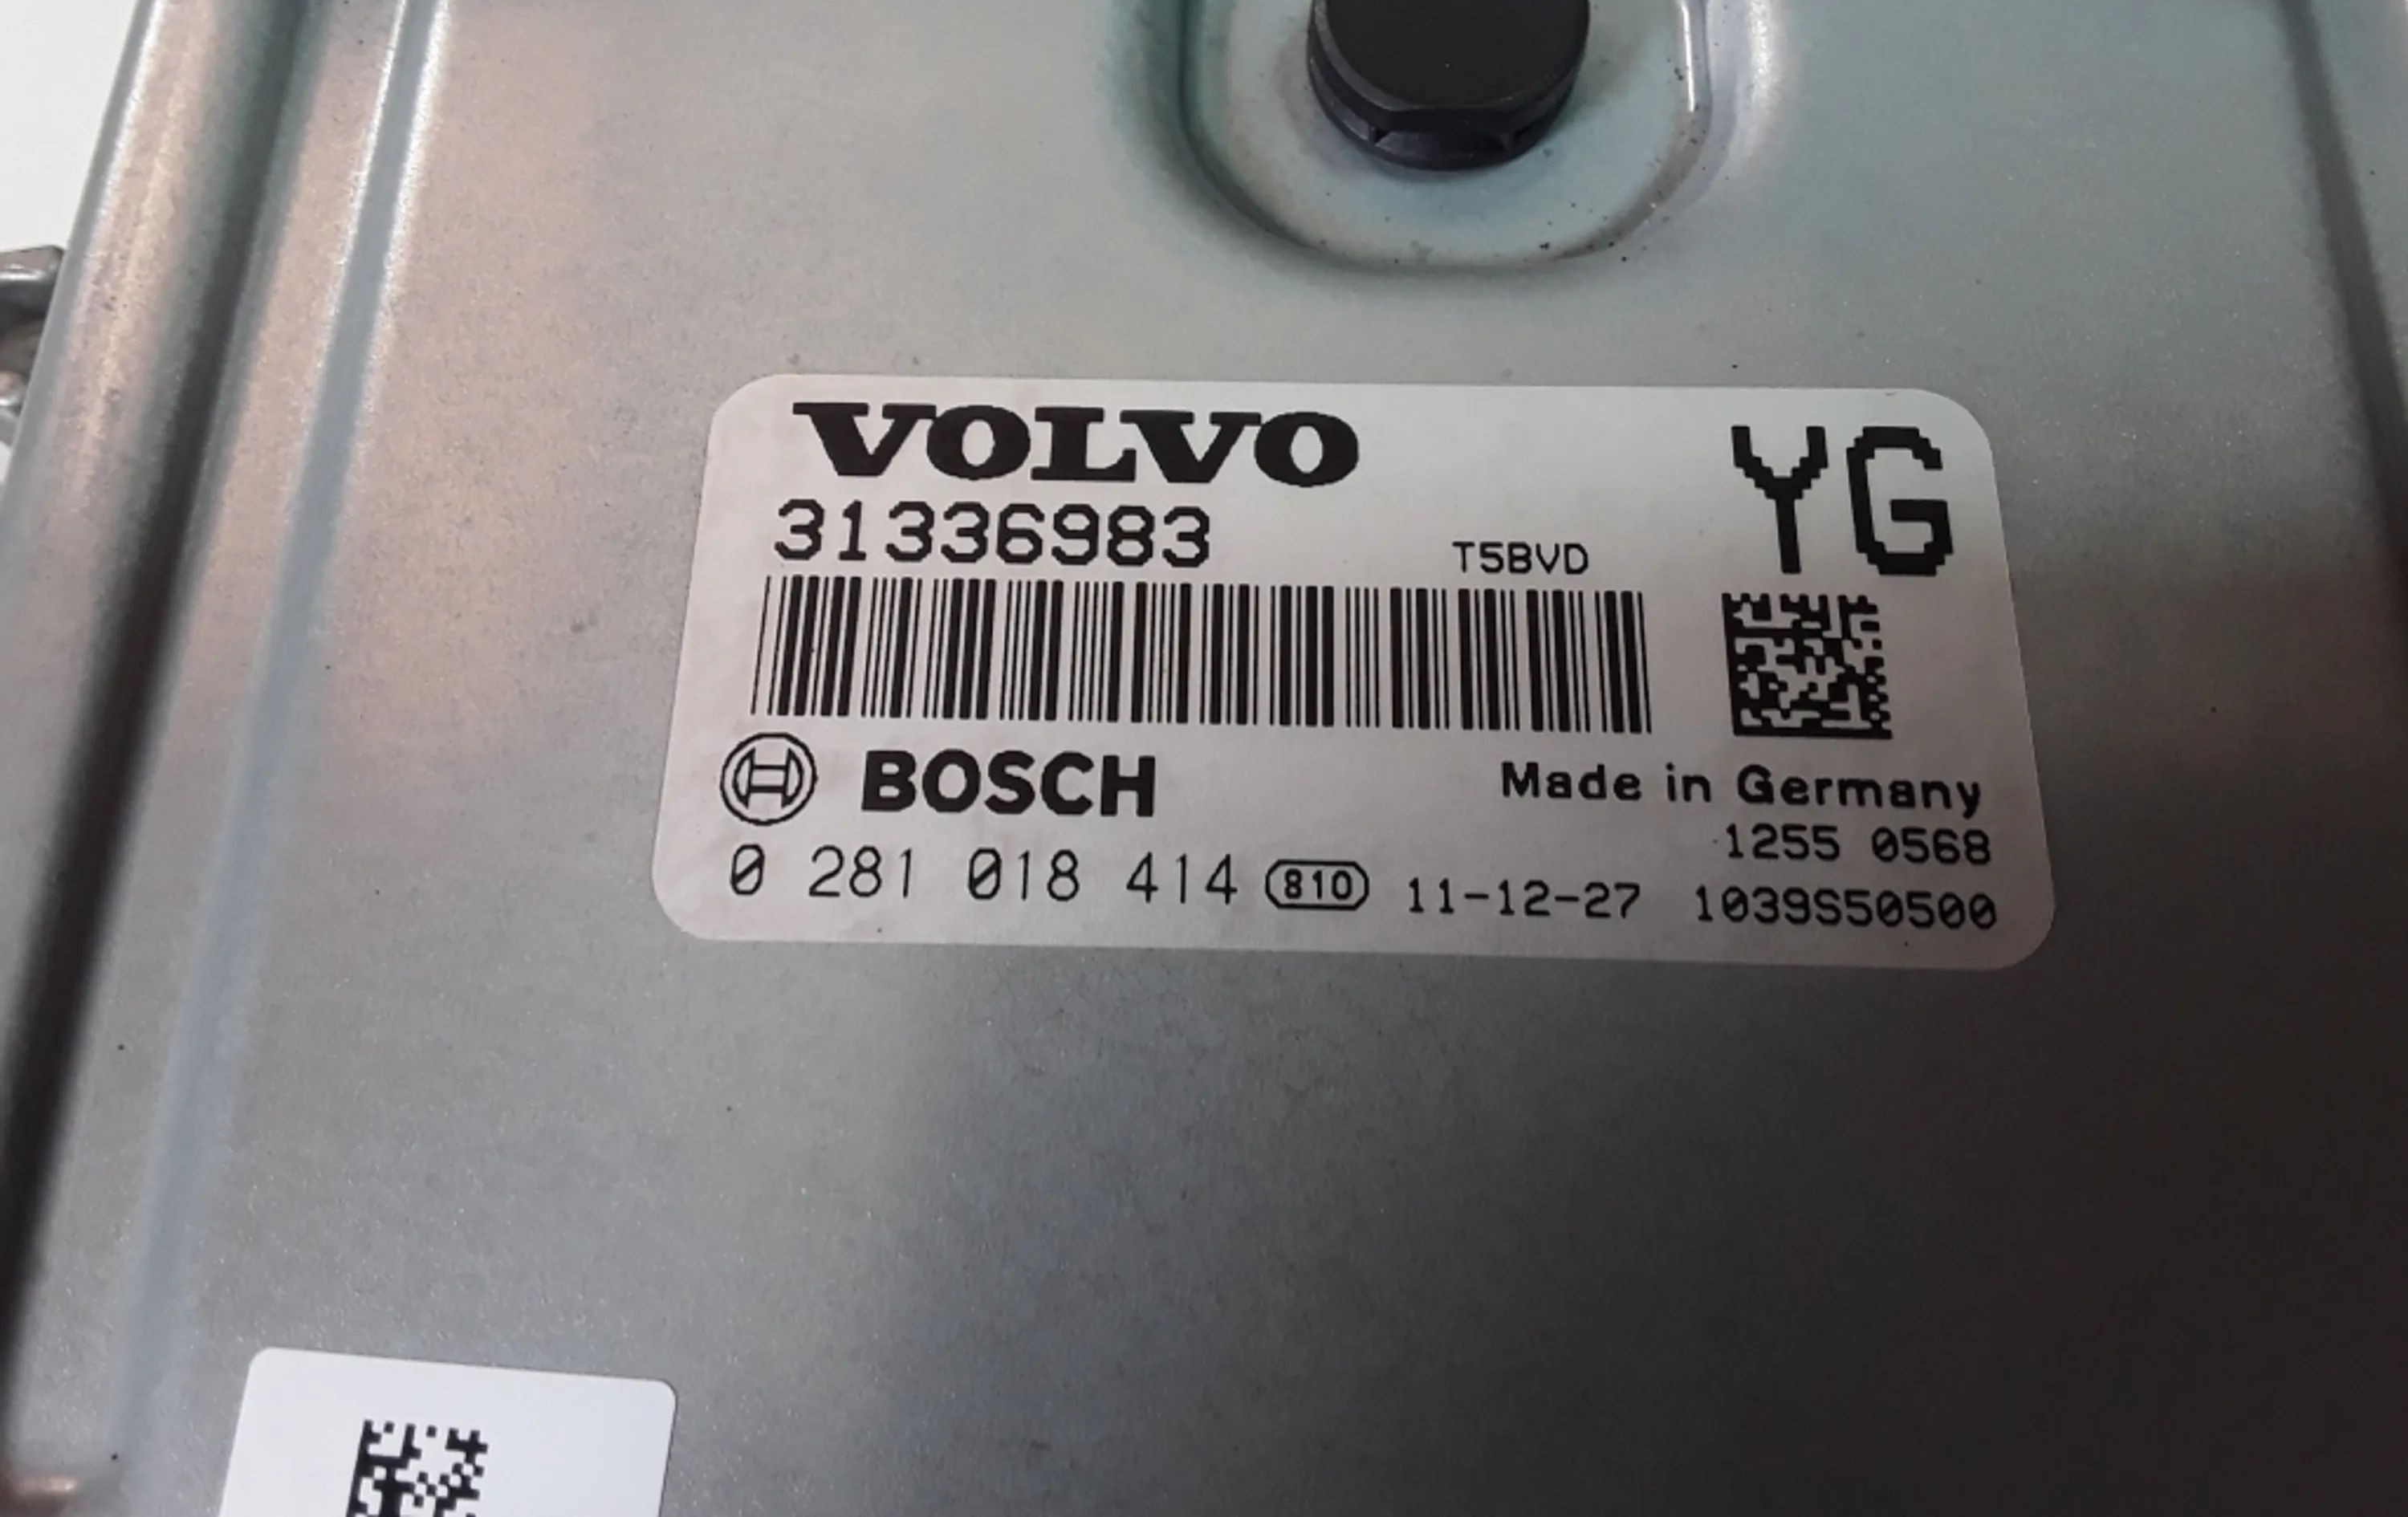 VOLVO
YG
31336983
T5BVD
BOSCH
Made in Germany
1255 0568
0 281 018 414 810 11-12-27 1039S50500